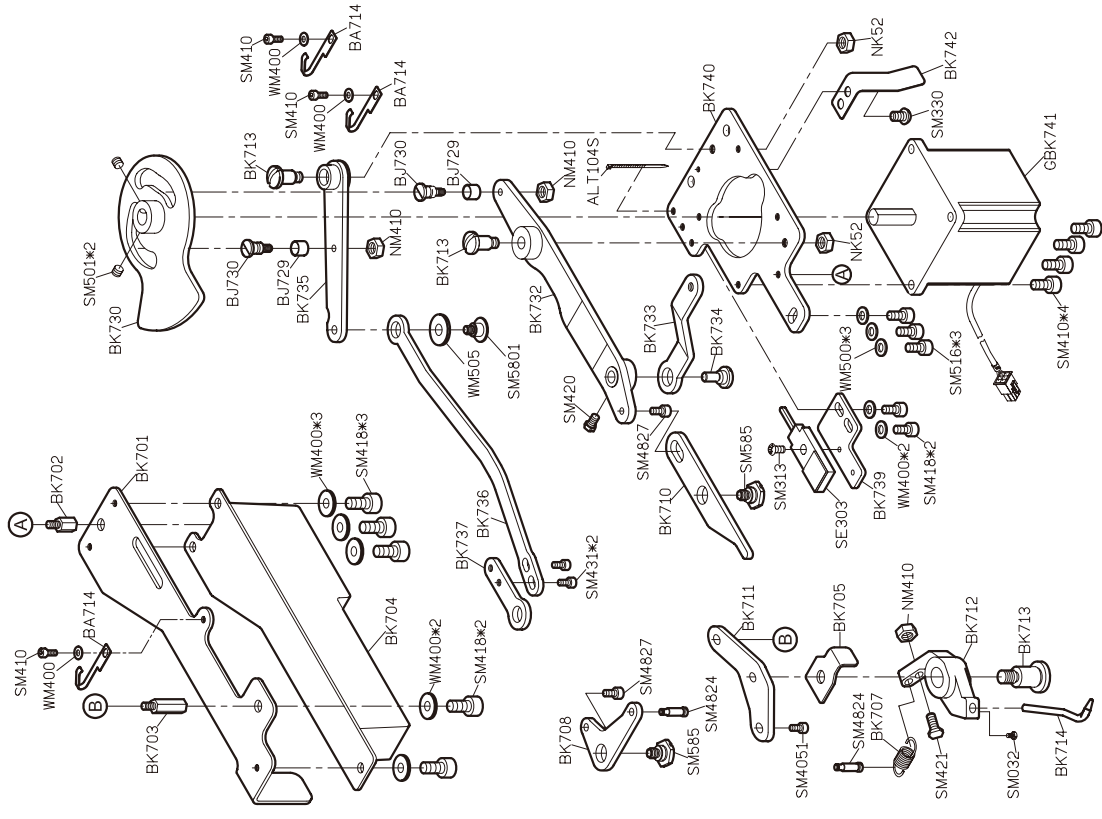 SM410
WM400
BA714
SM410
WM400
BA714
BK713
BJ730
BJ729
NM410
ALT104S
BK740
NK52
BK742
SM330
GBK741
SM501*2
BK730
BJ730
BJ729
BK735
NM410
BK713
BK732
BK733
BK734
NK52
A
SM410*4
WM500*3
SM516*3
WM505
SM5801
SM420
SM4827
BK710
SM585
SM313
SE303
BK739
WM400*2
SM418*2
A
BK702
BK701
WM400*3
SM418*3
BK736
BK737
SM431*2
SM410
WM400
BA714
B
BK703
BK704
WM400*2
SM418*2
BK708
SM4827
SM4824
SM585
BK711
B
BK705
SM4051
NM410
BK712
BK713
SM4824
BK707
SM421
SM032
BK714